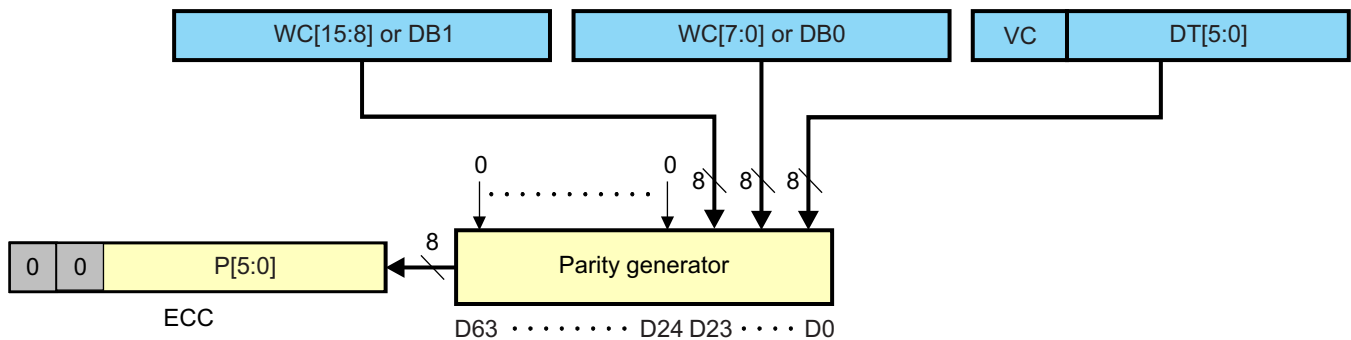 WC[15:8] or DB1
WC[7:0] or DB0
VC
DT[5:0]
0
0
8
8
8
8
0
0
P[5:0]
Parity generator
ECC
D63 · · · · · · · · D24 D23 · · · · D0